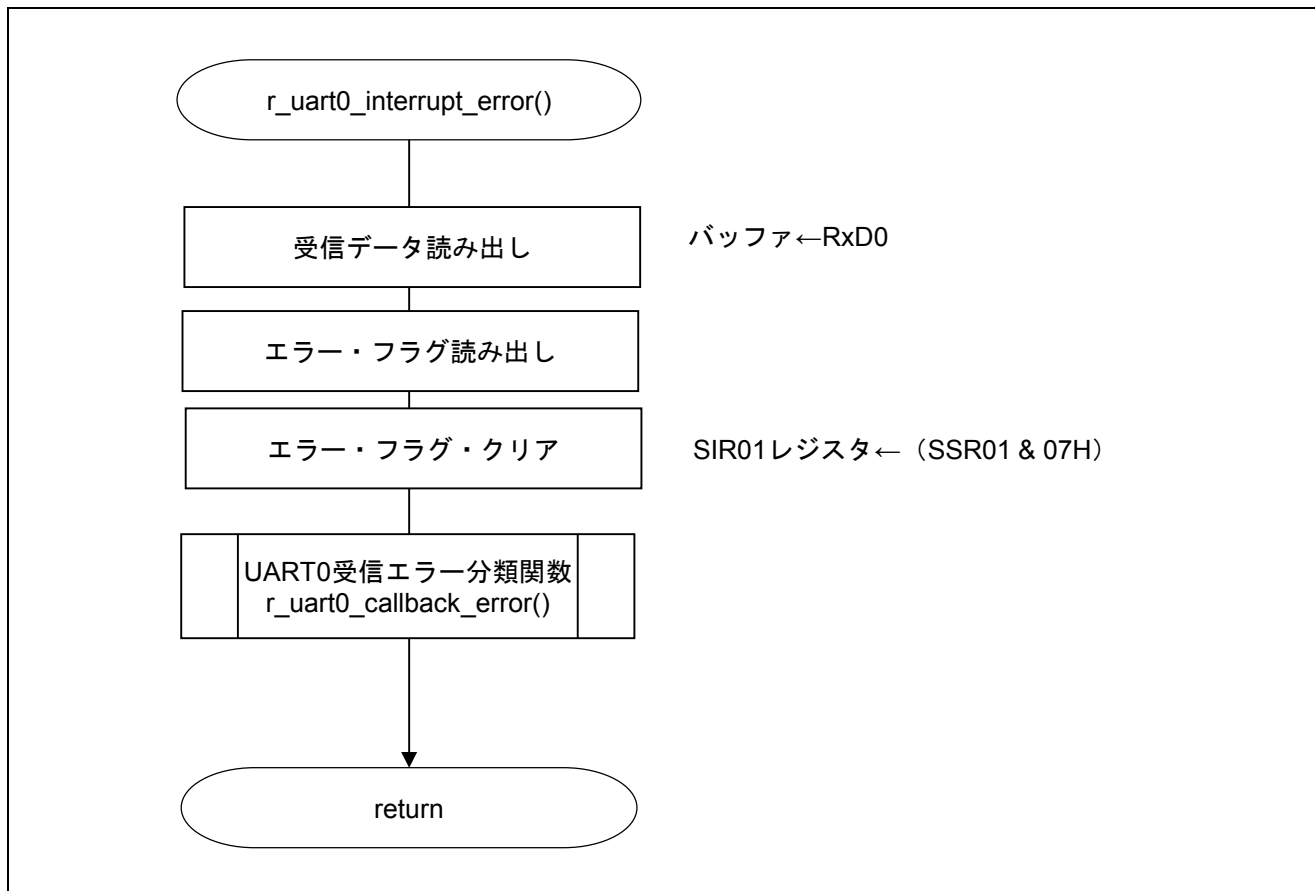 r_uart0_interrupt_error()
受信データ読み出し
バッファ←RxD0
エラー・フラグ読み出し
エラー・フラグ・クリア
SIR01レジスタ←（SSR01 & 07H）
UART0受信エラー分類関数
r_uart0_callback_error()
return